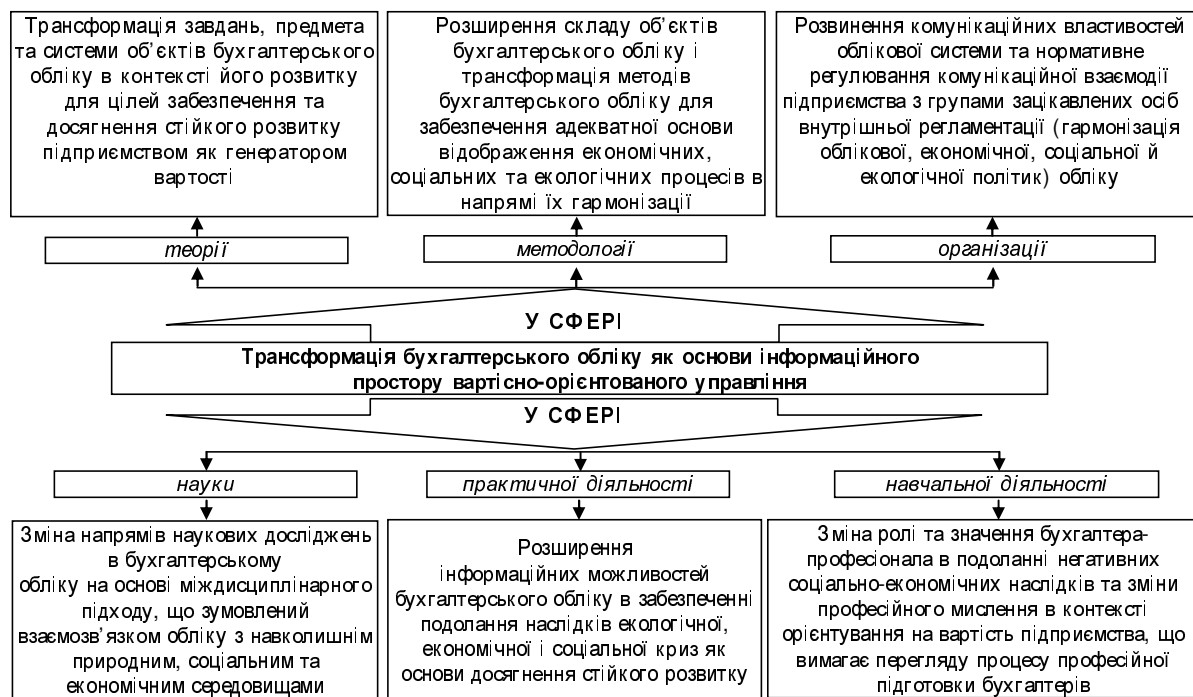 Трансформація завдань, предмета
та системи об’єктів бухгалтерського
обліку в контексті його розвитку
для цілей забезпечення та
досягнення стійкого розвитку
підприємством як генератором
вартості
Розширення складу об’єктів
бухгалтерського обліку і
трансформація методів
бухгалтерського обліку для
забезпечення адекватної основи
відображення економічних,
соціальних та екологічних процесів в
напрямі їх гармонізації
Розвинення комунікаційних властивостей
облікової системи та нормативне
регулювання комунікаційної взаємодії
підприємства з групами зацікавлених осіб
внутрішньої регламентації (гармонізація
облікової, економічної, соціальної й
екологічної політик) обліку
теорії
методології
організації
У СФЕРІ
Трансформація бухгалтерського обліку як основи інформаційного
простору вартісно-орієнтованого управління
У СФЕРІ
науки
практичної діяльності
навчальної діяльності
Зміна напрямів наукових досліджень
в бухгалтерському
обліку на основі міждисциплінарного
підходу, що зумовлений
взаємозв’язком обліку з навколишнім
природним, соціальним та
економічним середовищами
Розширення
інформаційних можливостей
бухгалтерського обліку в забезпеченні
подолання наслідків екологічної,
економічної і соціальної криз як
основи досягнення стійкого розвитку
Зміна ролі та значення бухгалтера-
професіонала в подоланні негативних
соціально-економічних наслідків та зміни
професійного мислення в контексті
орієнтування на вартість підприємства, що
вимагає перегляду процесу професійної
підготовки бухгалтерів